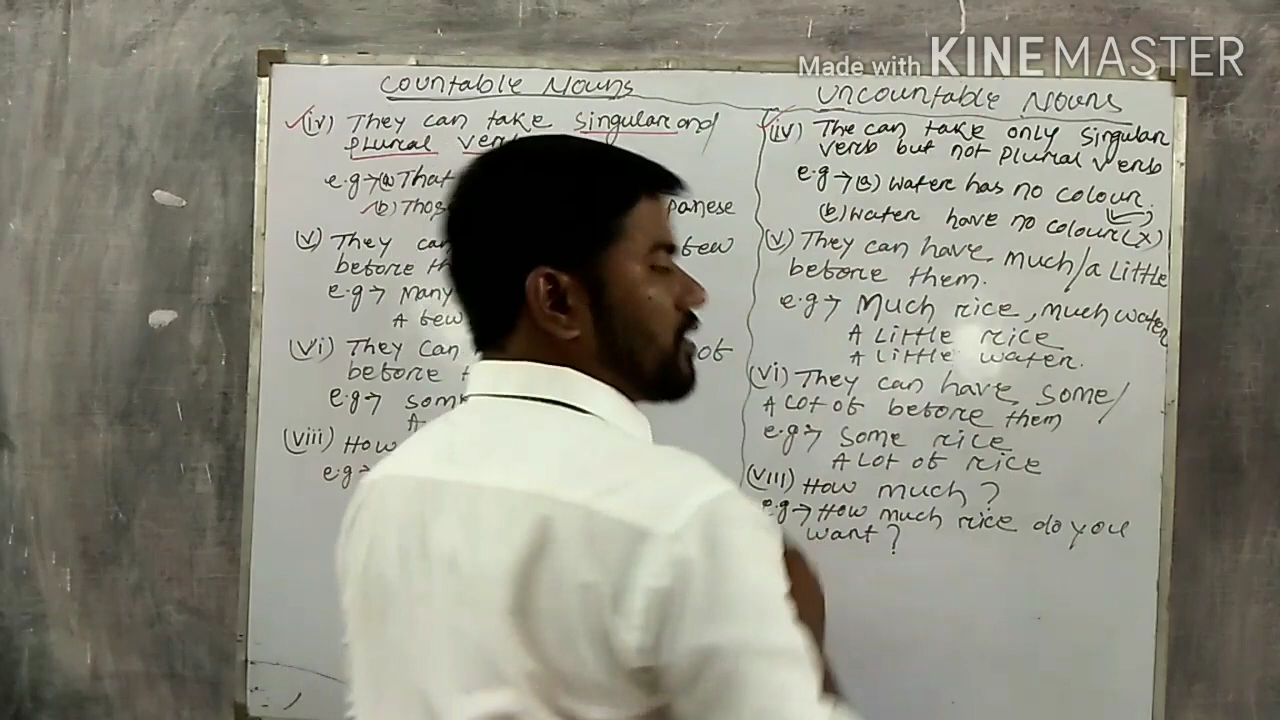 Made with KINEMASTER
Countable Nouns
(iv) They can take singular and
plural verb
e.g → (a) That
(b) Thos panese
(v) They can few
before th
e.g → Many
A few
(vi) They can of
before t
e.g → som
A
(viii) How
e.g →
Uncountable Nouns
(iv) The can take only singular
verb but not plural verb
e.g → (a) Water has no colour. (✓)
(b) Water have no colour (x)
(v) They can have much/a little
before them.
e.g → Much rice, much water
A little rice
A little water.
(vi) They can have some/
A lot of before them
e.g → some rice
A lot of rice
(viii) How much?
e.g → How much rice do you
want?